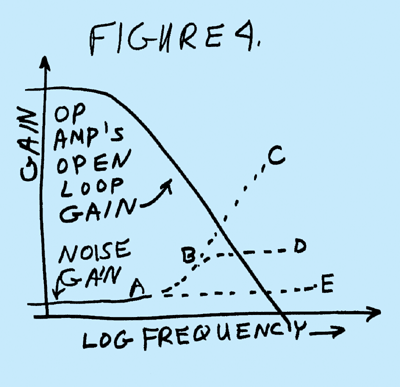 FIGURE 4.
GAIN
OP
AMP'S
OPEN
LOOP
GAIN
NOISE
GAIN
A
B
C
D
E
LOG FREQUENCY